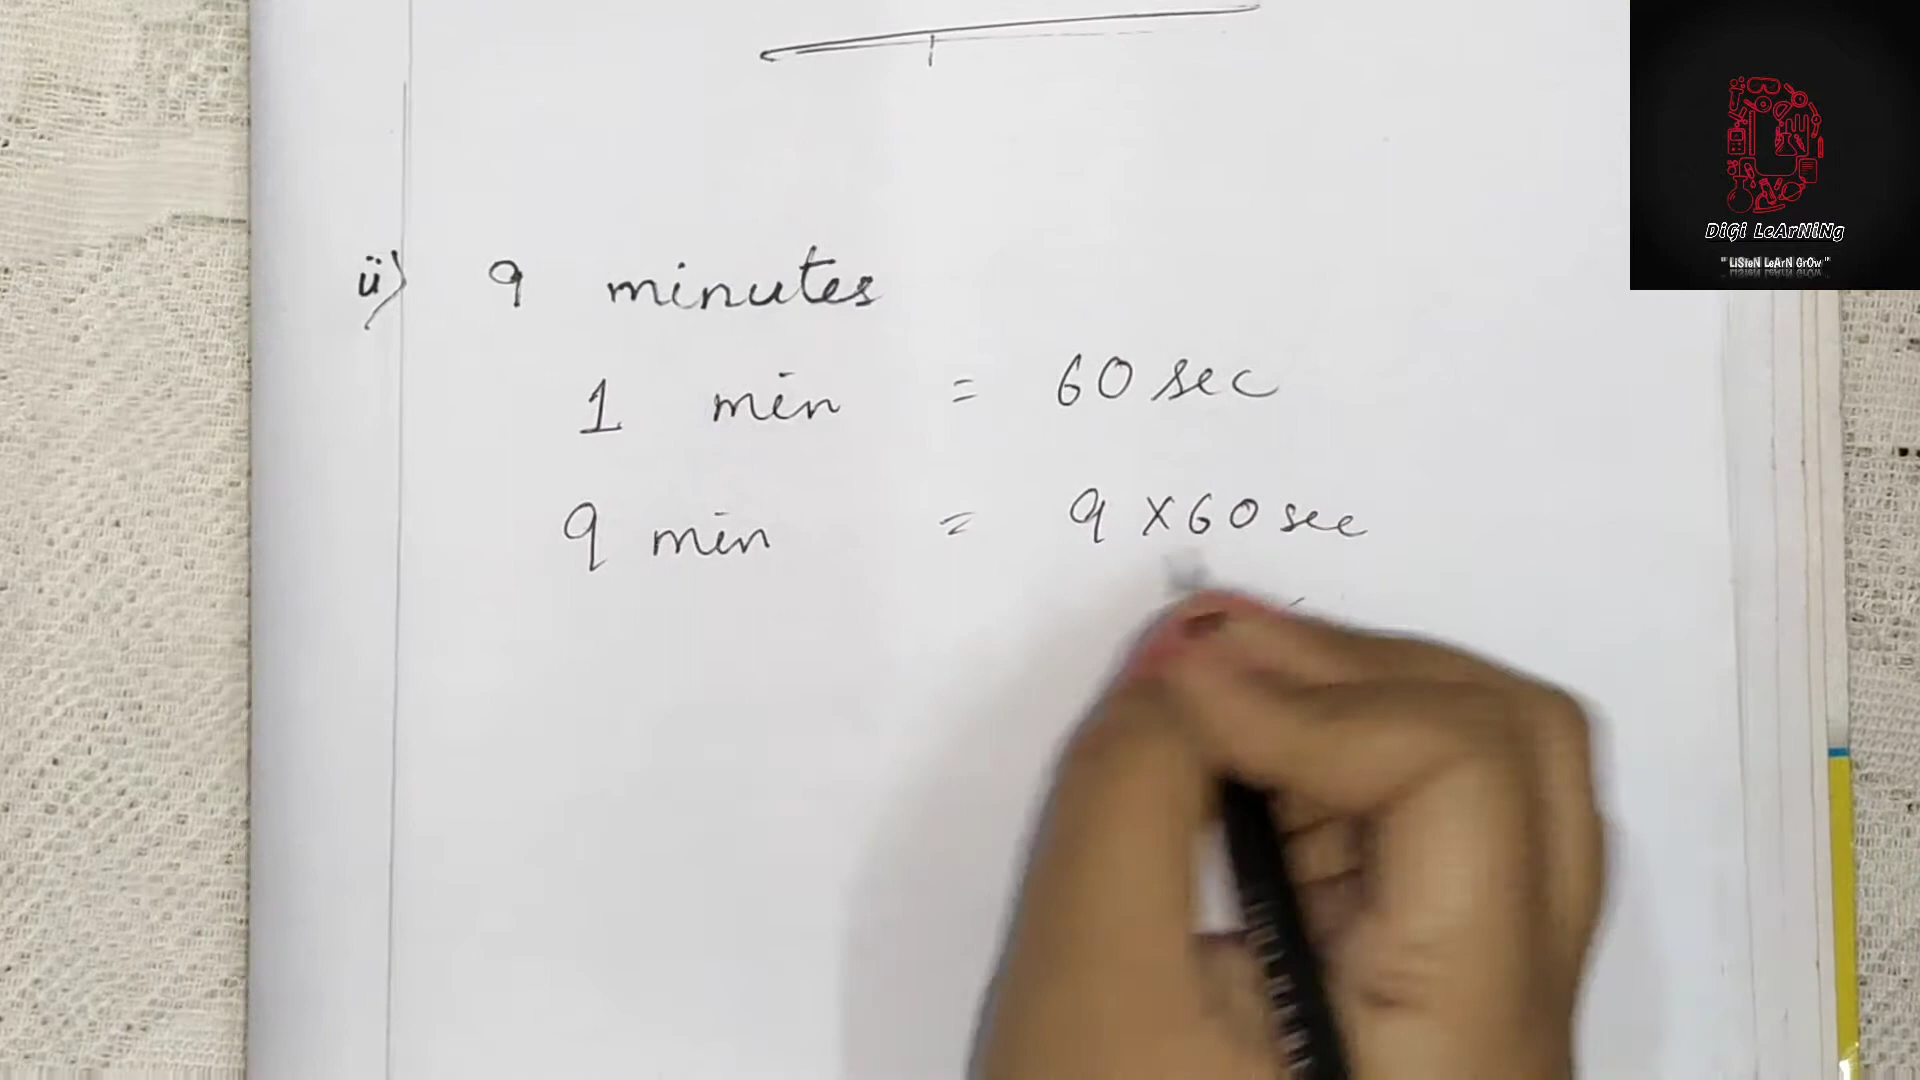 DiGi LeArNiNg
" LiSteN LeArN GrOw "
ii) 9 minutes
1 min = 60 sec
9 min = 9 x 60 sec